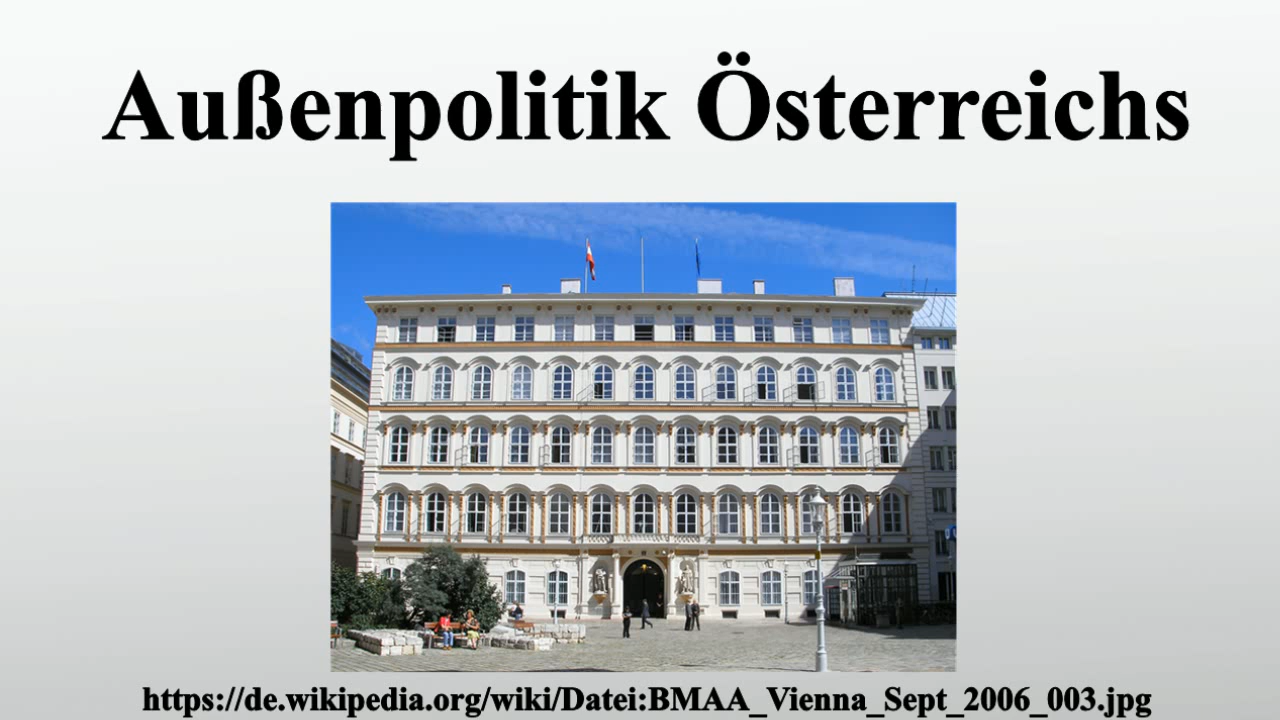 Außenpolitik Österreichs
https://de.wikipedia.org/wiki/Datei:BMAA_Vienna_Sept_2006_003.jpg